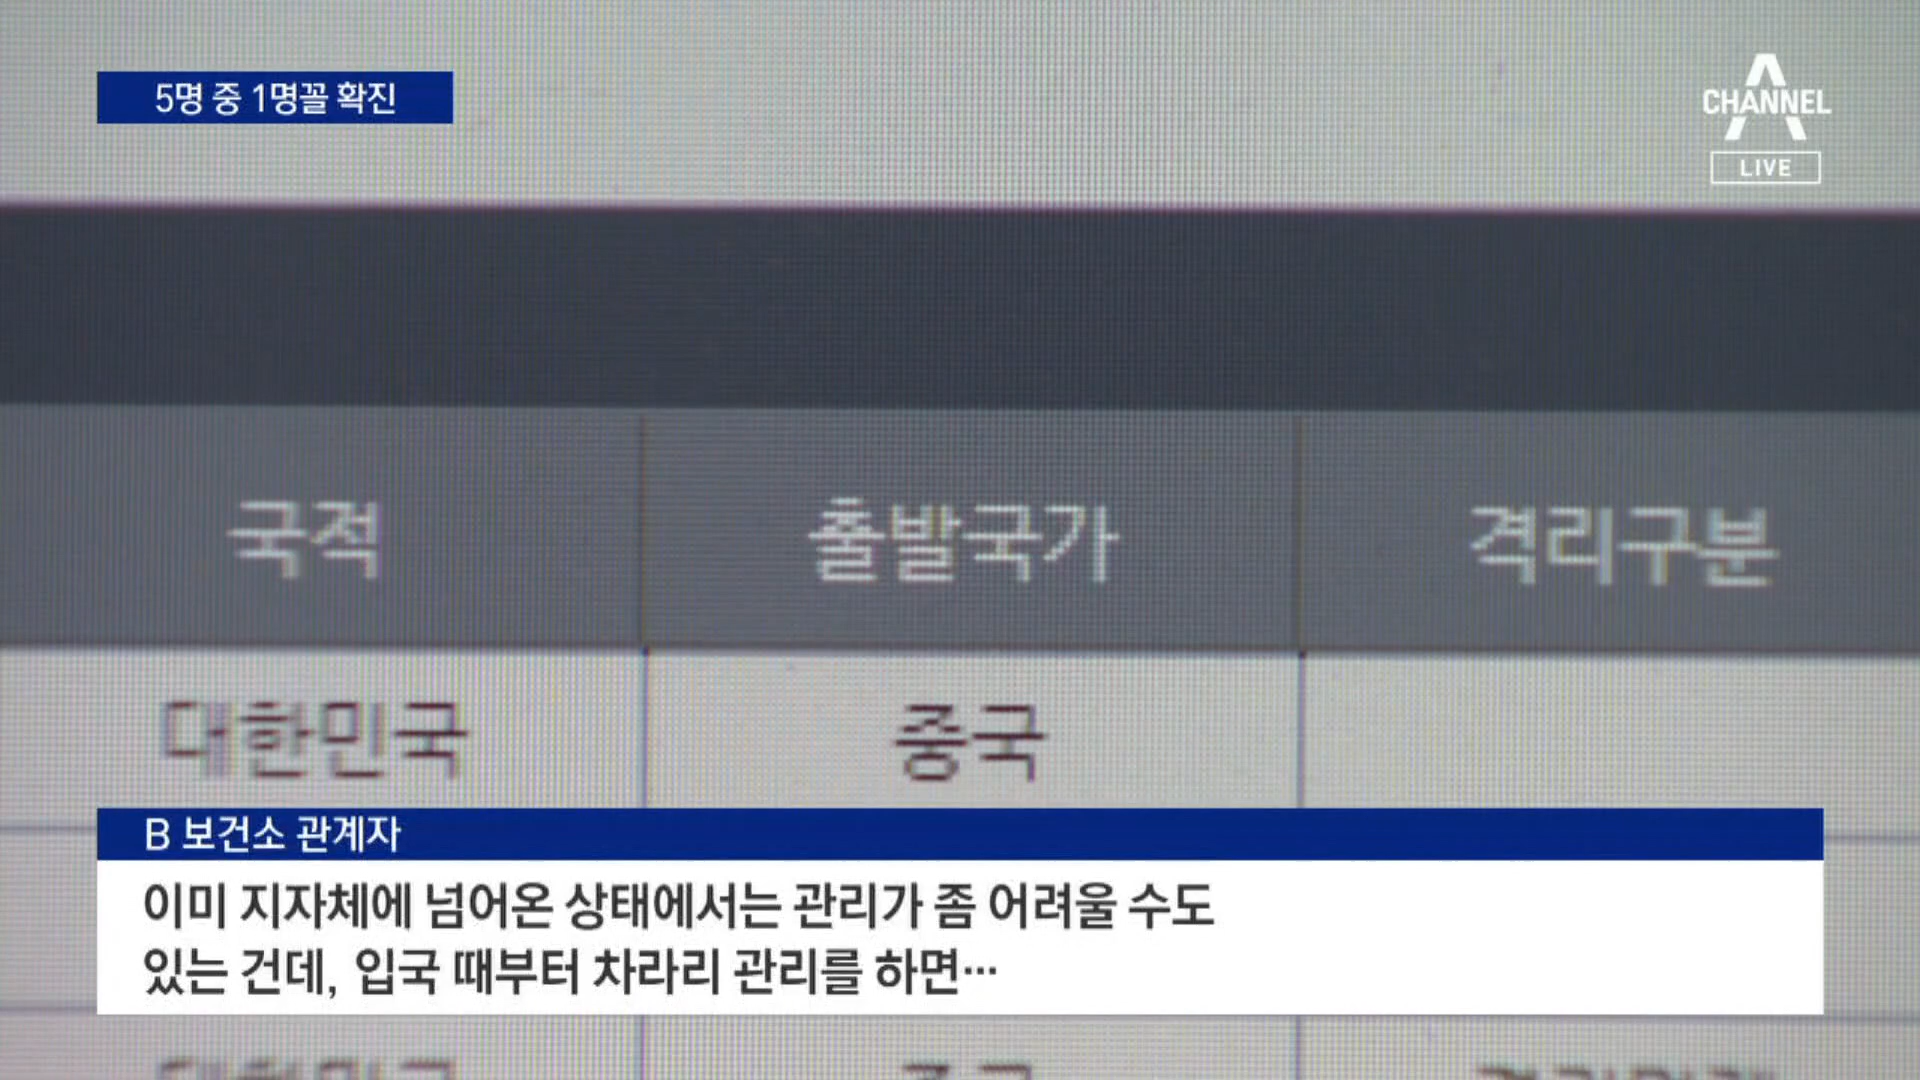 5명 중 1명꼴 확진
CHANNEL A
LIVE
국적 출발국가 격리구분
대한민국 중국
B 보건소 관계자
이미 지자체에 넘어온 상태에서는 관리가 좀 어려울 수도
있는 건데, 입국 때부터 차라리 관리를 하면…